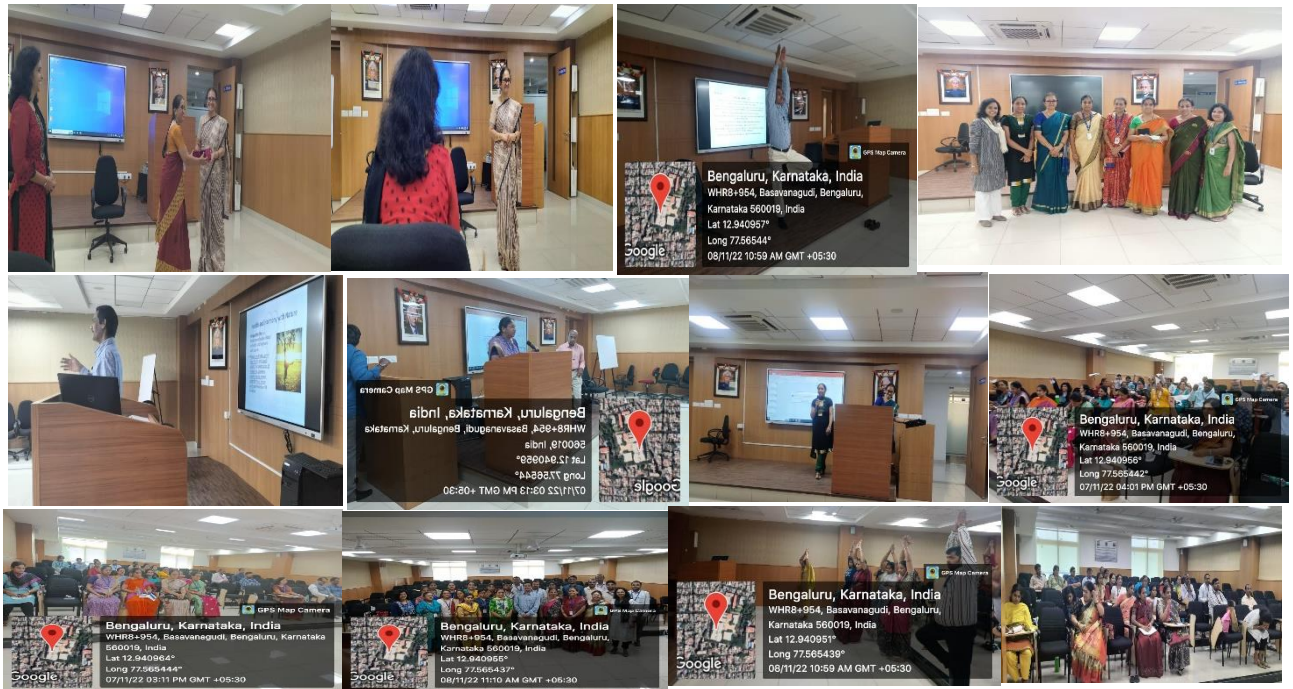 GPS Map Camera
Bengaluru, Karnataka, India
WHR8+954, Basavanagudi, Bengaluru,
Karnataka 560019, India
Lat 12.940957°
Long 77.56544°
08/11/22 10:59 AM GMT +05:30
Google
GPS Map Camera
Bengaluru, Karnataka, India
WHR8+954, Basavanagudi, Bengaluru, Karnataka
560019, India
Lat 12.940959°
Long 77.56544°
07/11/22 03:13 PM GMT +05:30
Google
GPS Map Camera
Bengaluru, Karnataka, India
WHR8+954, Basavanagudi, Bengaluru,
Karnataka 560019, India
Lat 12.940956°
Long 77.565442°
07/11/22 04:01 PM GMT +05:30
Google
GPS Map Camera
Bengaluru, Karnataka, India
WHR8+954, Basavanagudi, Bengaluru, Karnataka
560019, India
Lat 12.940964°
Long 77.565444°
07/11/22 03:11 PM GMT +05:30
Google
GPS Map Camera
Bengaluru, Karnataka, India
WHR8+954, Basavanagudi, Bengaluru,
Karnataka 560019, India
Lat 12.940955°
Long 77.565437°
08/11/22 11:10 AM GMT +05:30
Google
GPS Map Camera
Bengaluru, Karnataka, India
WHR8+954, Basavanagudi, Bengaluru,
Karnataka 560019, India
Lat 12.940951°
Long 77.565439°
08/11/22 10:59 AM GMT +05:30
Google